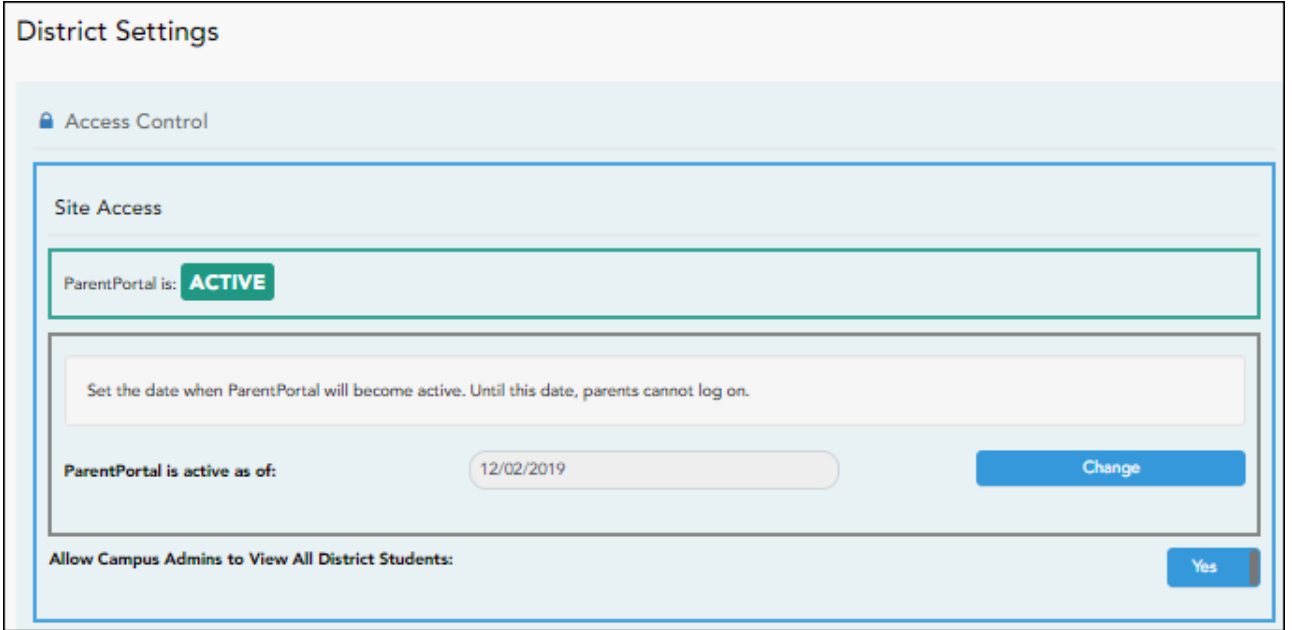 District Settings
Access Control
Site Access
ParentPortal is: ACTIVE
Set the date when ParentPortal will become active. Until this date, parents cannot log on.
ParentPortal is active as of: 12/02/2019 Change
Allow Campus Admins to View All District Students: Yes